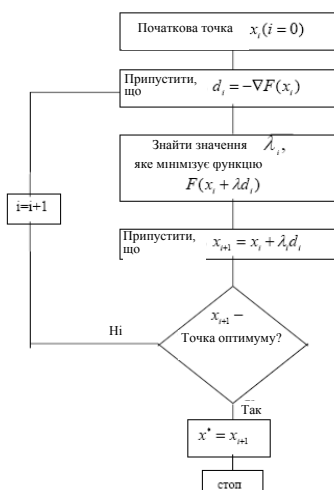 Початкова точка x_i(i = 0)
Припустити,
що d_i = −∇F(x_i)
Знайти значення λ_i,
яке мінімізує функцію
F(x_i + λd_i)
i=i+1
Припустити,
що x_{i+1} = x_i + λ_i d_i
x_{i+1} −
Точка оптимуму?
Ні
Так
x* = x_{i+1}
стоп